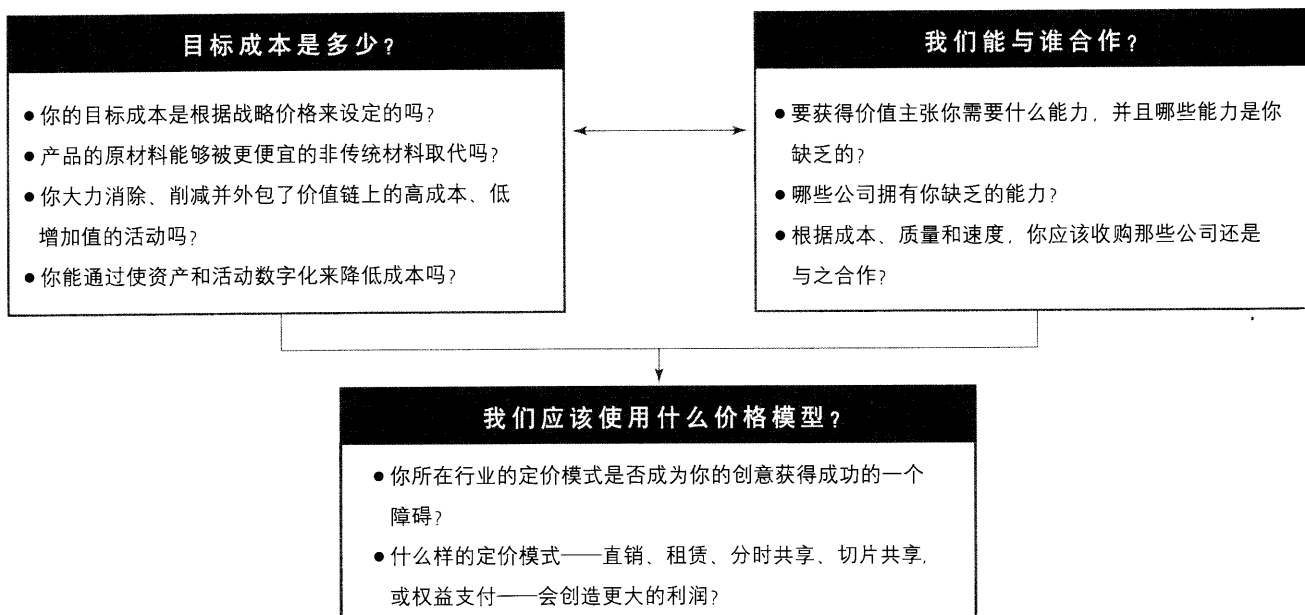 目标成本是多少?
●你的目标成本是根据战略价格来设定的吗?
●产品的原材料能够被更便宜的非传统材料取代吗?
●你大力消除、削减并外包了价值链上的高成本、低
增加值的活动吗?
●你能通过使资产和活动数字化来降低成本吗?
我们能与谁合作?
●要获得价值主张你需要什么能力,并且哪些能力是你
缺乏的?
●哪些公司拥有你缺乏的能力?
●根据成本、质量和速度,你应该收购那些公司还是
与之合作?
我们应该使用什么价格模型?
●你所在行业的定价模式是否成为你的创意获得成功的一个
障碍?
●什么样的定价模式——直销、租赁、分时共享、切片共享,
或权益支付——会创造更大的利润?